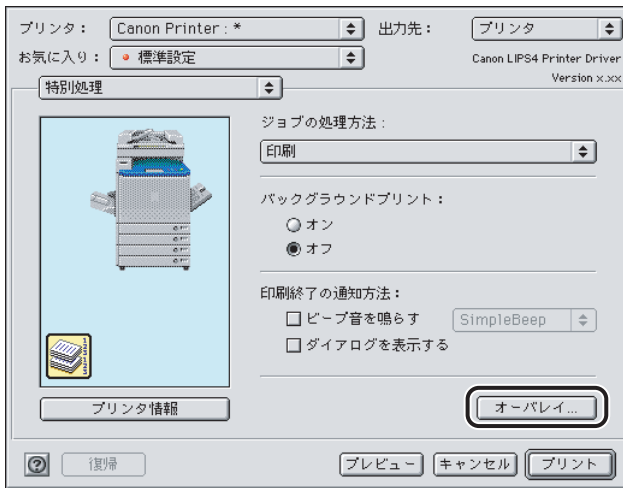 プリンタ： Canon Printer : * 出力先： プリンタ
お気に入り： 標準設定 Canon LIPS4 Printer Driver
Version x.xx
特別処理
ジョブの処理方法：
印刷
バックグラウンドプリント：
オン
オフ
印刷終了の通知方法：
ビープ音を鳴らす SimpleBeep
ダイアログを表示する
プリンタ情報 オーバレイ...
? 復帰 プレビュー キャンセル プリント